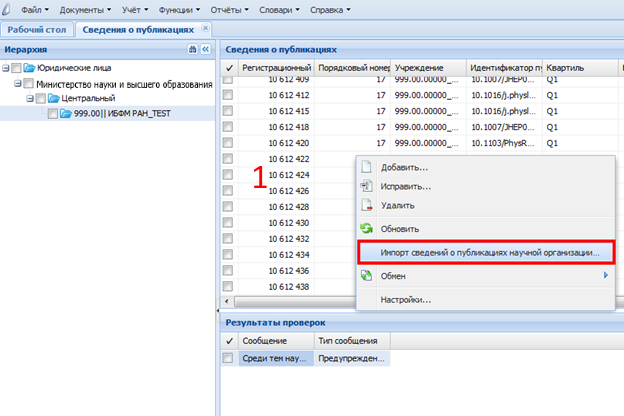 Файл Документы Учёт Функции Отчёты Словари Справка
Рабочий стол Сведения о публикациях
Иерархия
Юридические лица
Министерство науки и высшего образования
Центральный
999.00|| ИБФМ РАН_TEST
Сведения о публикациях
Регистрационный Порядковый номер Учреждение Идентификатор пу Квартиль
10 612 409 17 999.00.00000_... 10.1007/JHEP0... Q1
10 612 412 17 999.00.00000_... 10.1016/j.physl... Q1
10 612 415 17 999.00.00000_... 10.1016/j.physl... Q1
10 612 418 17 999.00.00000_... 10.1007/JHEP0... Q1
10 612 420 17 999.00.00000_... 10.1103/PhysR... Q1
10 612 422
10 612 424
10 612 426
10 612 428
10 612 430
10 612 432
10 612 434
10 612 436
10 612 438
1
Добавить...
Исправить...
Удалить
Обновить
Импорт сведений о публикациях научной организации...
Обмен
Настройки...
Результаты проверок
Сообщение Тип сообщения
Среди тем нау... Предупрежден...